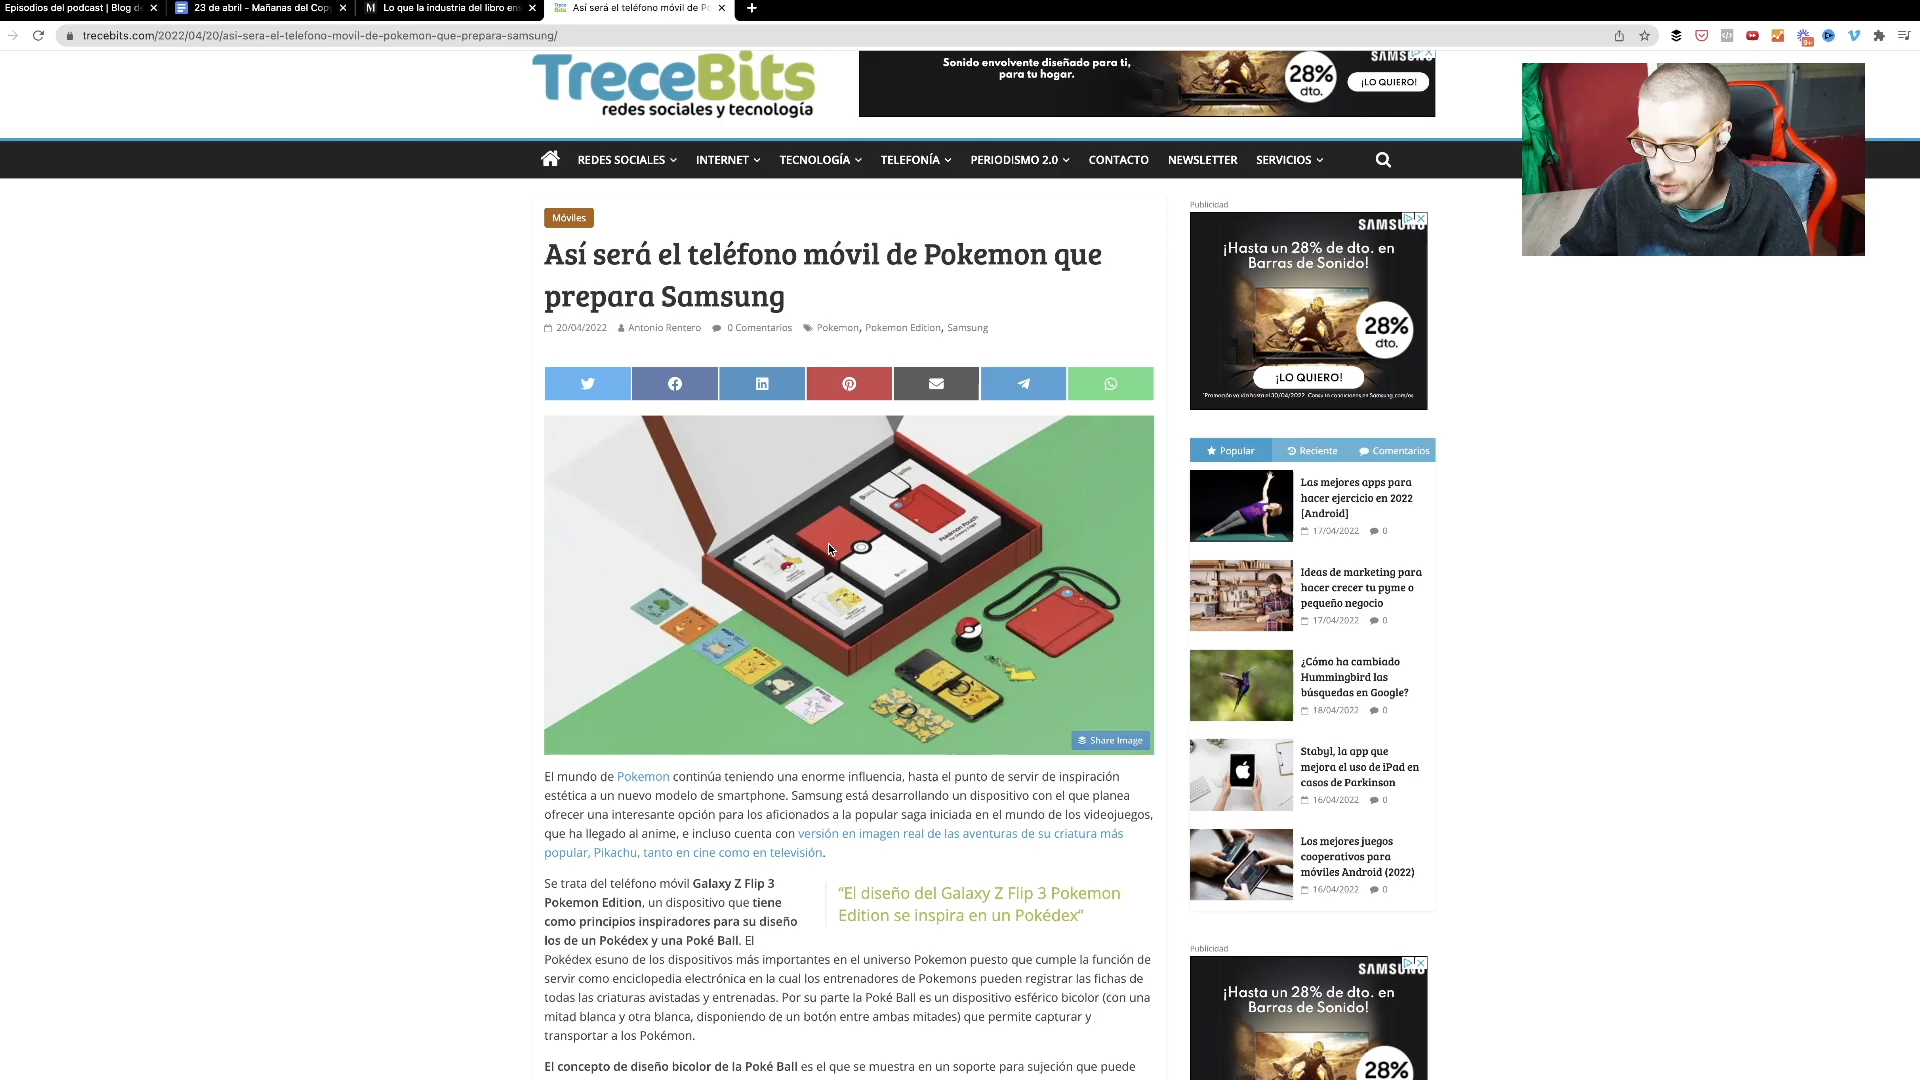 Episodios del podcast | Blog de
23 de abril - Mañanas del Copy
Lo que la industria del libro ens
Así será el teléfono móvil de Po
trecebits.com/2022/04/20/asi-sera-el-telefono-movil-de-pokemon-que-prepara-samsung/
9+
TreceBits
redes sociales y tecnología
Sonido envolvente diseñado para ti,
para tu hogar.
28%
dto.
SAMSUNG
¡LO QUIERO!
REDES SOCIALES
INTERNET
TECNOLOGÍA
TELEFONÍA
PERIODISMO 2.0
CONTACTO
NEWSLETTER
SERVICIOS
Móviles
Así será el teléfono móvil de Pokemon que
prepara Samsung
20/04/2022 Antonio Rentero 0 Comentarios Pokemon, Pokemon Edition, Samsung
Pokémon Pouch
Share Image
El mundo de Pokemon continúa teniendo una enorme influencia, hasta el punto de servir de inspiración
estética a un nuevo modelo de smartphone. Samsung está desarrollando un dispositivo con el que planea
ofrecer una interesante opción para los aficionados a la popular saga iniciada en el mundo de los videojuegos,
que ha llegado al anime, e incluso cuenta con versión en imagen real de las aventuras de su criatura más
popular, Pikachu, tanto en cine como en televisión.
Se trata del teléfono móvil Galaxy Z Flip 3
Pokemon Edition, un dispositivo que tiene
como principios inspiradores para su diseño
los de un Pokédex y una Poké Ball. El
“El diseño del Galaxy Z Flip 3 Pokemon
Edition se inspira en un Pokédex”
Pokédex esuno de los dispositivos más importantes en el universo Pokemon puesto que cumple la función de
servir como enciclopedia electrónica en la cual los entrenadores de Pokemons pueden registrar las fichas de
todas las criaturas avistadas y entrenadas. Por su parte la Poké Ball es un dispositivo esférico bicolor (con una
mitad blanca y otra blanca, disponiendo de un botón entre ambas mitades) que permite capturar y
transportar a los Pokémon.
El concepto de diseño bicolor de la Poké Ball es el que se muestra en un soporte para sujeción que puede
Publicidad
SAMSUNG
¡Hasta un 28% de dto. en
Barras de Sonido!
28%
dto.
¡LO QUIERO!
*Promoción valida hasta el 30/04/2022. Consulta condiciones en Samsung.com/es
Popular
Reciente
Comentarios
Las mejores apps para
hacer ejercicio en 2022
[Android]
17/04/2022 0
Ideas de marketing para
hacer crecer tu pyme o
pequeño negocio
17/04/2022 0
¿Cómo ha cambiado
Hummingbird las
búsquedas en Google?
18/04/2022 0
Stabyl, la app que
mejora el uso de iPad en
casos de Parkinson
16/04/2022 0
Los mejores juegos
cooperativos para
móviles Android (2022)
16/04/2022 0
Publicidad
SAMSUNG
¡Hasta un 28% de dto. en
Barras de Sonido!
28%